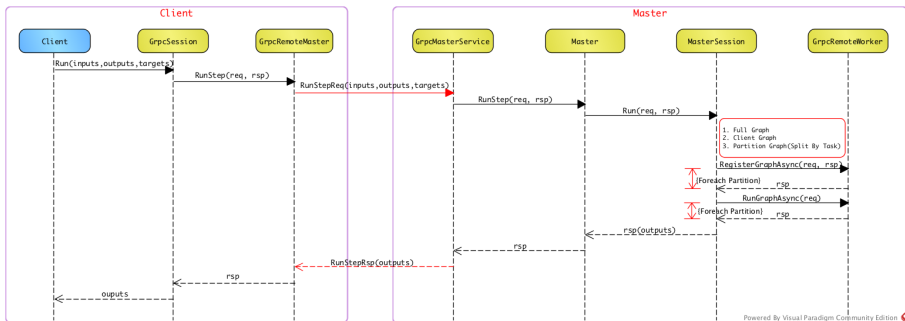 Client
Master
Client
GrpcSession
GrpcRemoteMaster
GrpcMasterService
Master
MasterSession
GrpcRemoteWorker
Run(inputs,outputs,targets)
RunStep(req, rsp)
RunStepReq(inputs,outputs,targets)
RunStep(req, rsp)
Run(req, rsp)
1. Full Graph
2. Client Graph
3. Partition Graph(Split By Task)
RegisterGraphAsync(req, rsp)
(Foreach Partition)
rsp
RunGraphAsync(req)
(Foreach Partition)
rsp
rsp(outputs)
rsp
RunStepRsp(outputs)
rsp
ouputs
Powered By Visual Paradigm Community Edition